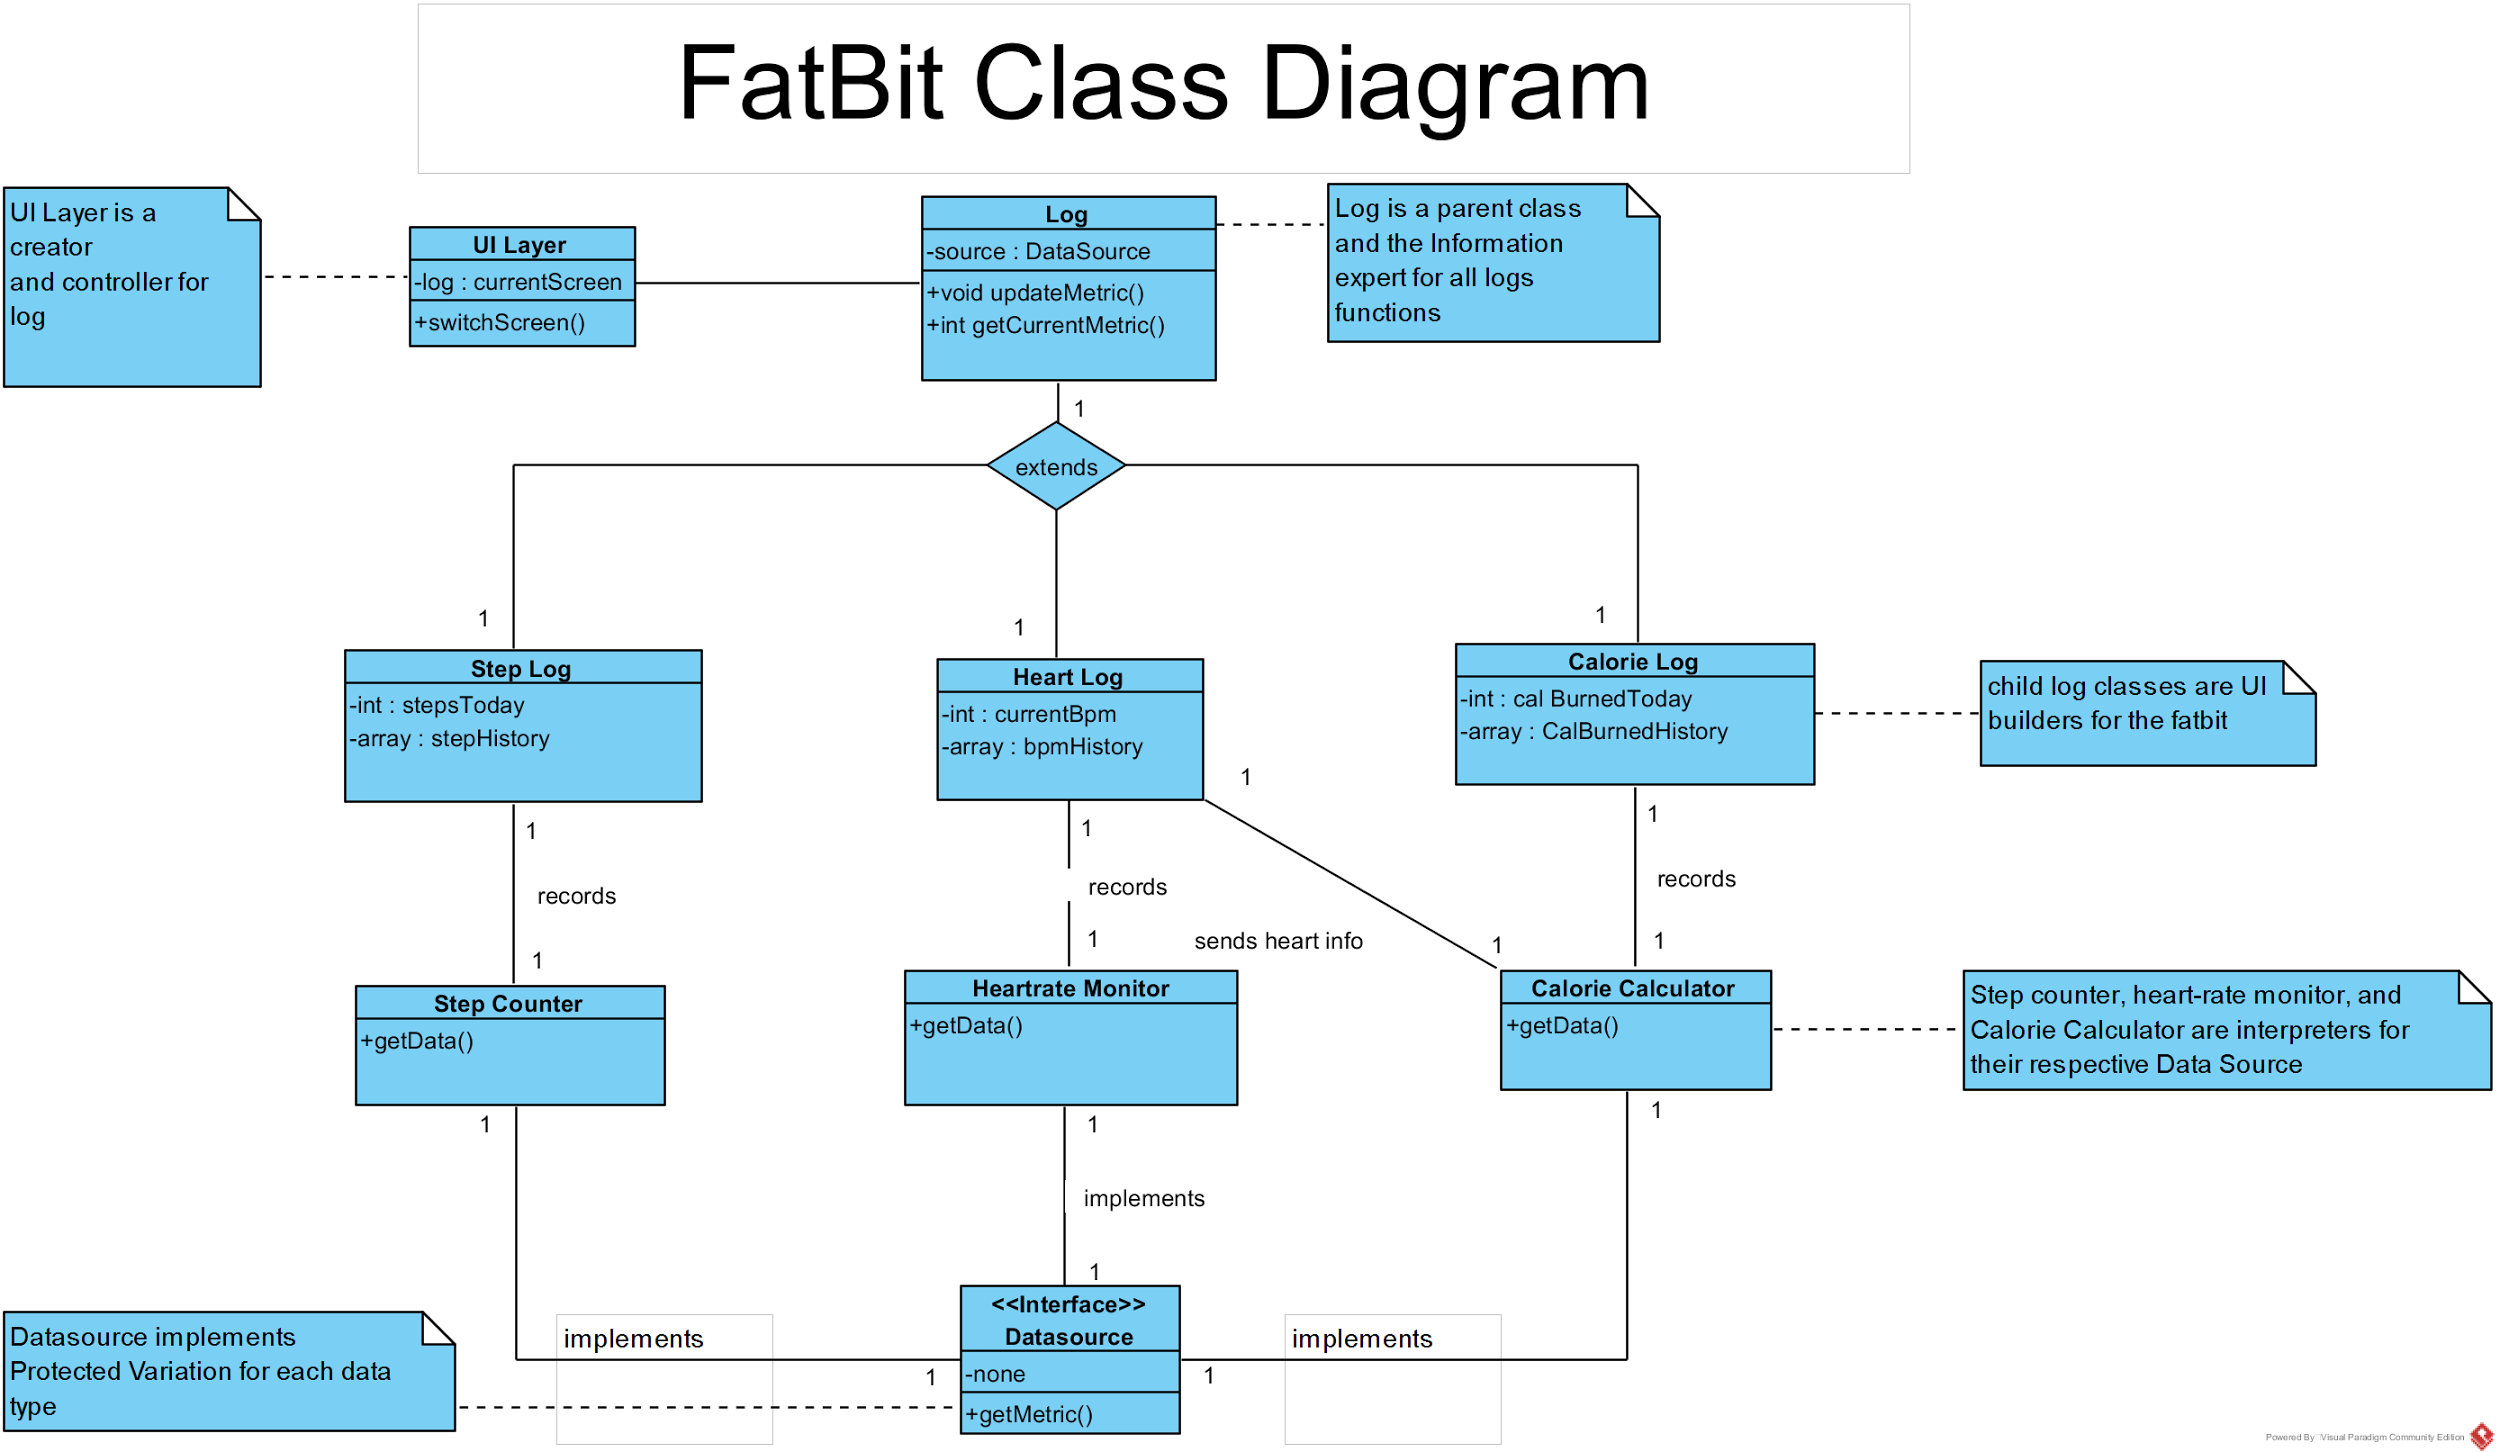 FatBit Class Diagram
UI Layer is a
creator
and controller for
log
UI Layer
-log : currentScreen
+switchScreen()
Log
-source : DataSource
+void updateMetric()
+int getCurrentMetric()
Log is a parent class
and the Information
expert for all logs
functions
1
extends
1
1
1
Step Log
-int : stepsToday
-array : stepHistory
Heart Log
-int : currentBpm
-array : bpmHistory
Calorie Log
-int : cal BurnedToday
-array : CalBurnedHistory
child log classes are UI
builders for the fatbit
1
1
1
1
records
records
records
sends heart info
1
1
1
1
Step Counter
+getData()
Heartrate Monitor
+getData()
Calorie Calculator
+getData()
Step counter, heart-rate monitor, and
Calorie Calculator are interpreters for
their respective Data Source
1
1
1
implements
1
Datasource implements
Protected Variation for each data
type
implements
1
<<Interface>>
Datasource
-none
+getMetric()
implements
1
Powered By Visual Paradigm Community Edition